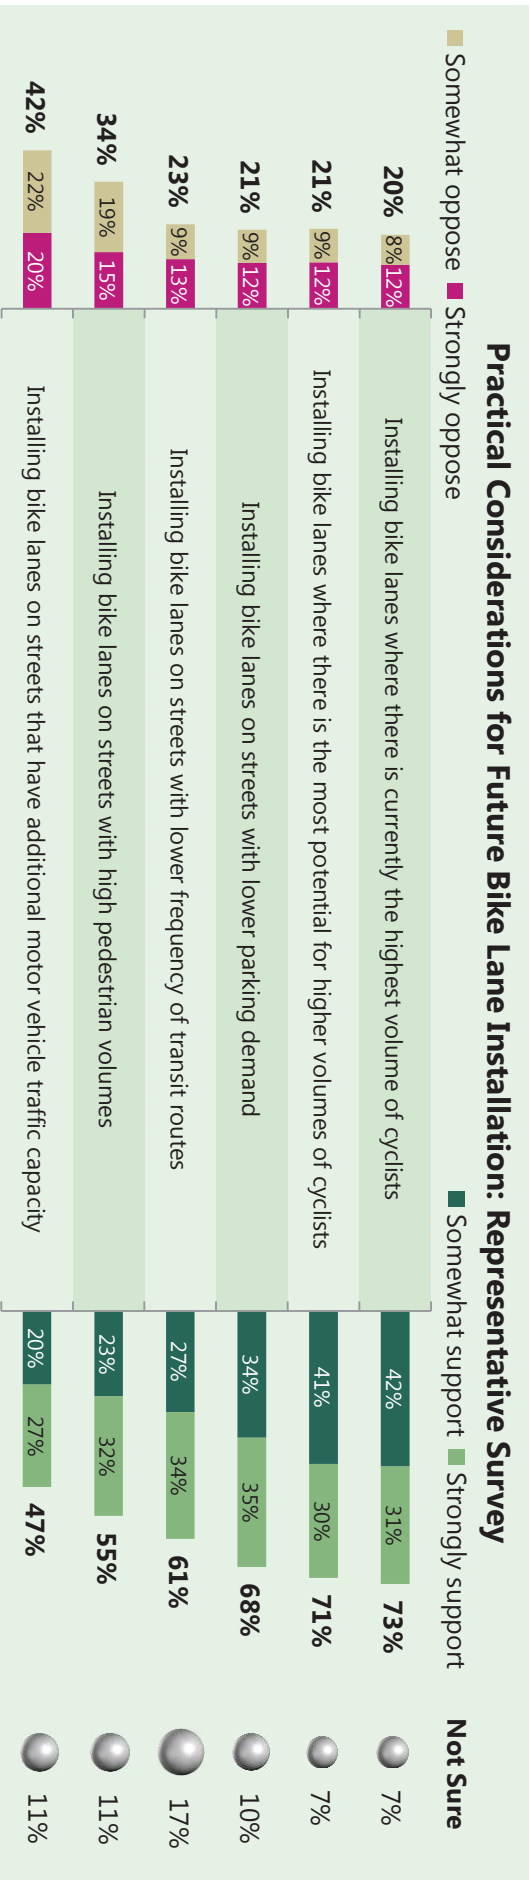 Practical Considerations for Future Bike Lane Installation: Representative Survey
Somewhat oppose Strongly oppose Somewhat support Strongly support Not Sure
20% 8% 12% Installing bike lanes where there is currently the highest volume of cyclists 42% 31% 73% 7%
21% 9% 12% Installing bike lanes where there is the most potential for higher volumes of cyclists 41% 30% 71% 7%
21% 9% 12% Installing bike lanes on streets with lower parking demand 34% 35% 68% 10%
23% 9% 13% Installing bike lanes on streets with lower frequency of transit routes 27% 34% 61% 17%
34% 19% 15% Installing bike lanes on streets with high pedestrian volumes 23% 32% 55% 11%
42% 22% 20% Installing bike lanes on streets that have additional motor vehicle traffic capacity 20% 27% 47% 11%